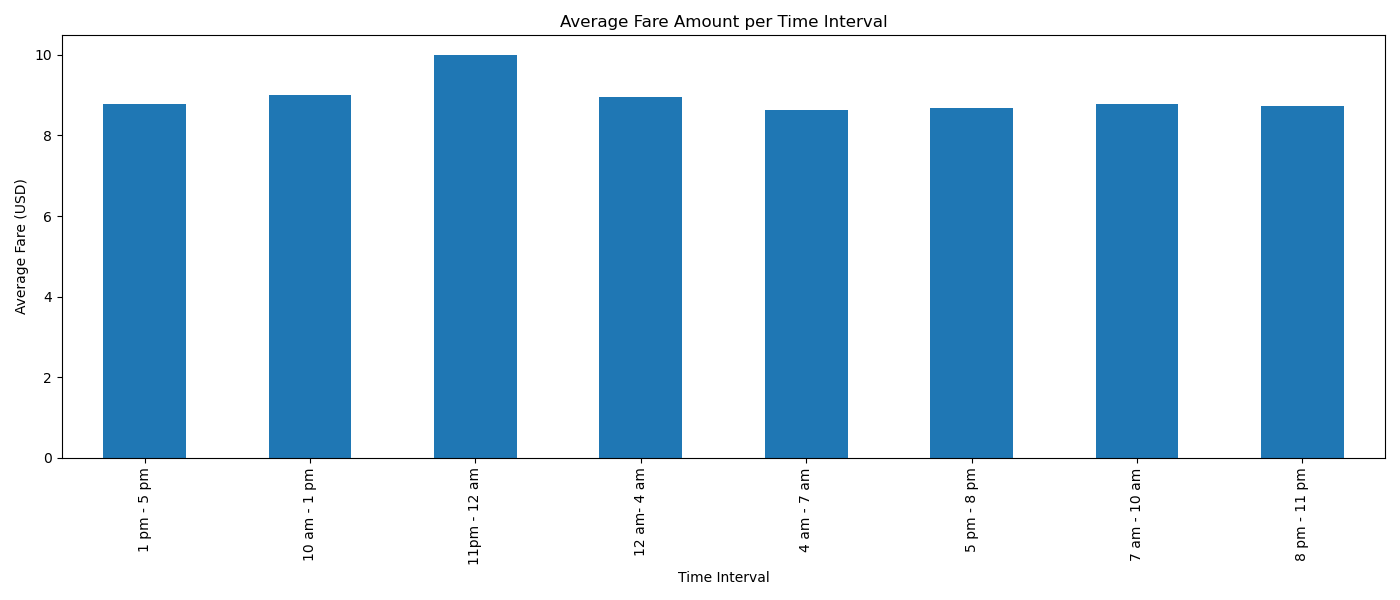 Average Fare Amount per Time Interval
Average Fare (USD)
10
8
6
4
2
0
1 pm - 5 pm
10 am - 1 pm
11pm - 12 am
12 am- 4 am
4 am - 7 am
5 pm - 8 pm
7 am - 10 am
8 pm - 11 pm
Time Interval